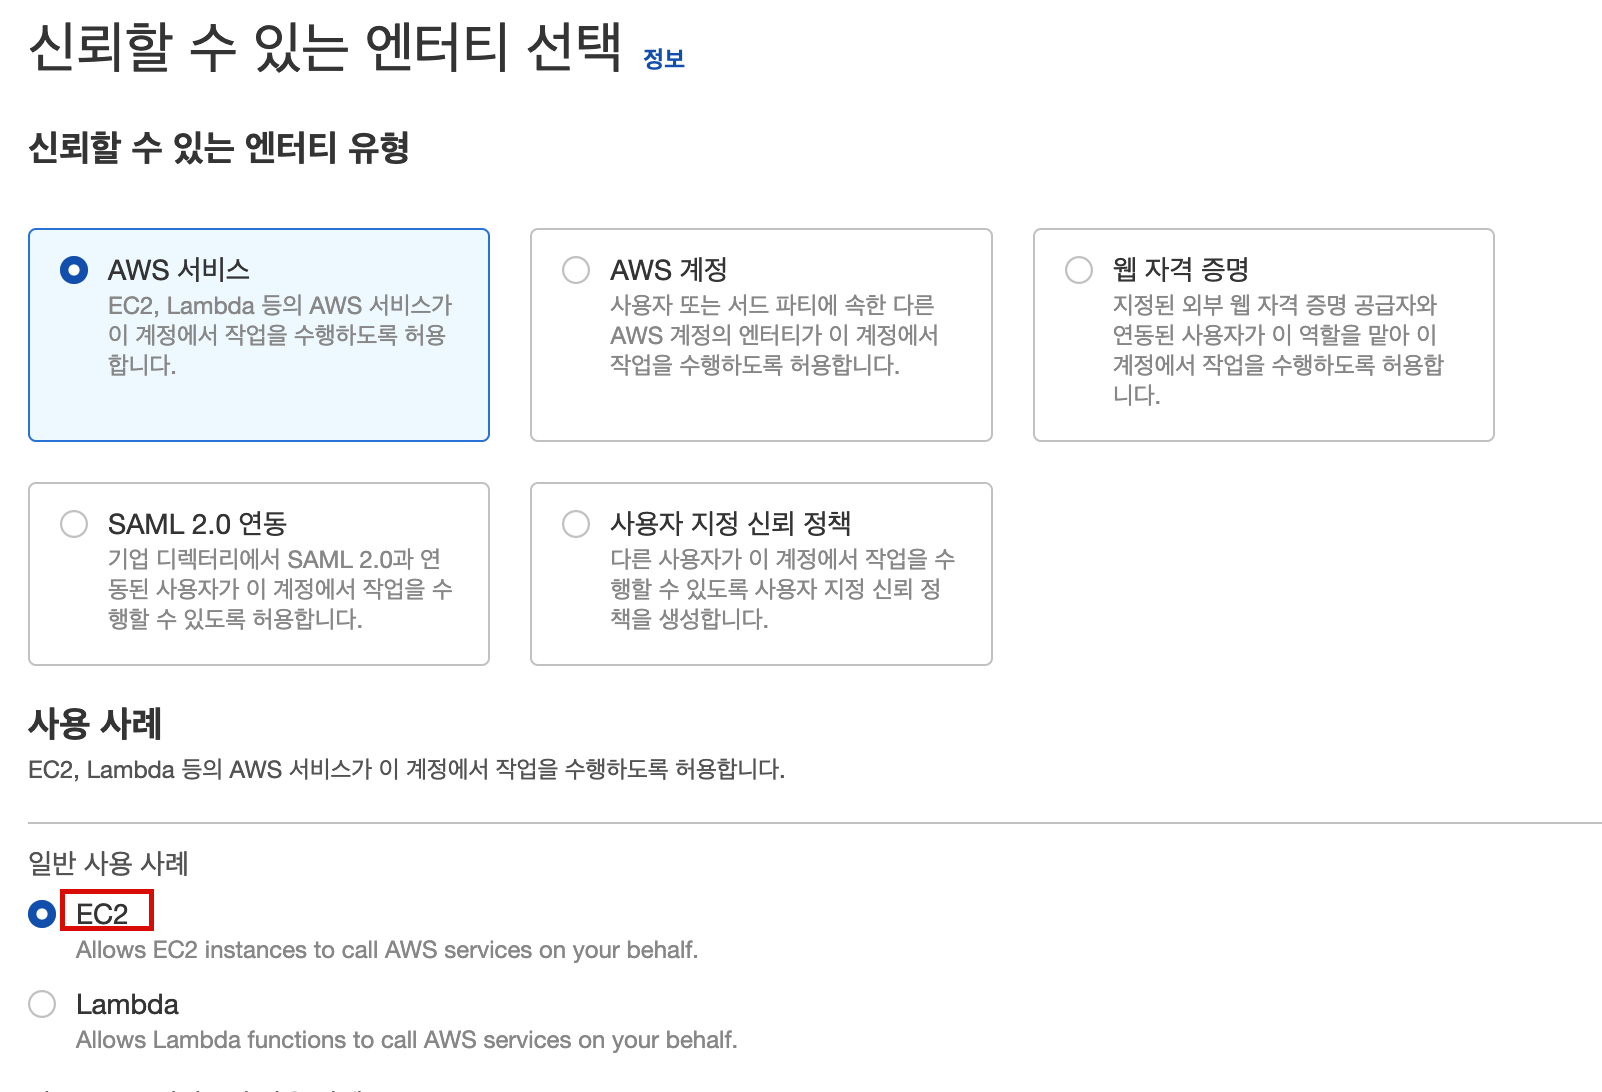 신뢰할 수 있는 엔터티 선택 정보
신뢰할 수 있는 엔터티 유형
AWS 서비스
EC2, Lambda 등의 AWS 서비스가
이 계정에서 작업을 수행하도록 허용
합니다.
AWS 계정
사용자 또는 서드 파티에 속한 다른
AWS 계정의 엔터티가 이 계정에서
작업을 수행하도록 허용합니다.
웹 자격 증명
지정된 외부 웹 자격 증명 공급자와
연동된 사용자가 이 역할을 맡아 이
계정에서 작업을 수행하도록 허용합
니다.
SAML 2.0 연동
기업 디렉터리에서 SAML 2.0과 연
동된 사용자가 이 계정에서 작업을 수
행할 수 있도록 허용합니다.
사용자 지정 신뢰 정책
다른 사용자가 이 계정에서 작업을 수
행할 수 있도록 사용자 지정 신뢰 정
책을 생성합니다.
사용 사례
EC2, Lambda 등의 AWS 서비스가 이 계정에서 작업을 수행하도록 허용합니다.
일반 사용 사례
EC2
Allows EC2 instances to call AWS services on your behalf.
Lambda
Allows Lambda functions to call AWS services on your behalf.